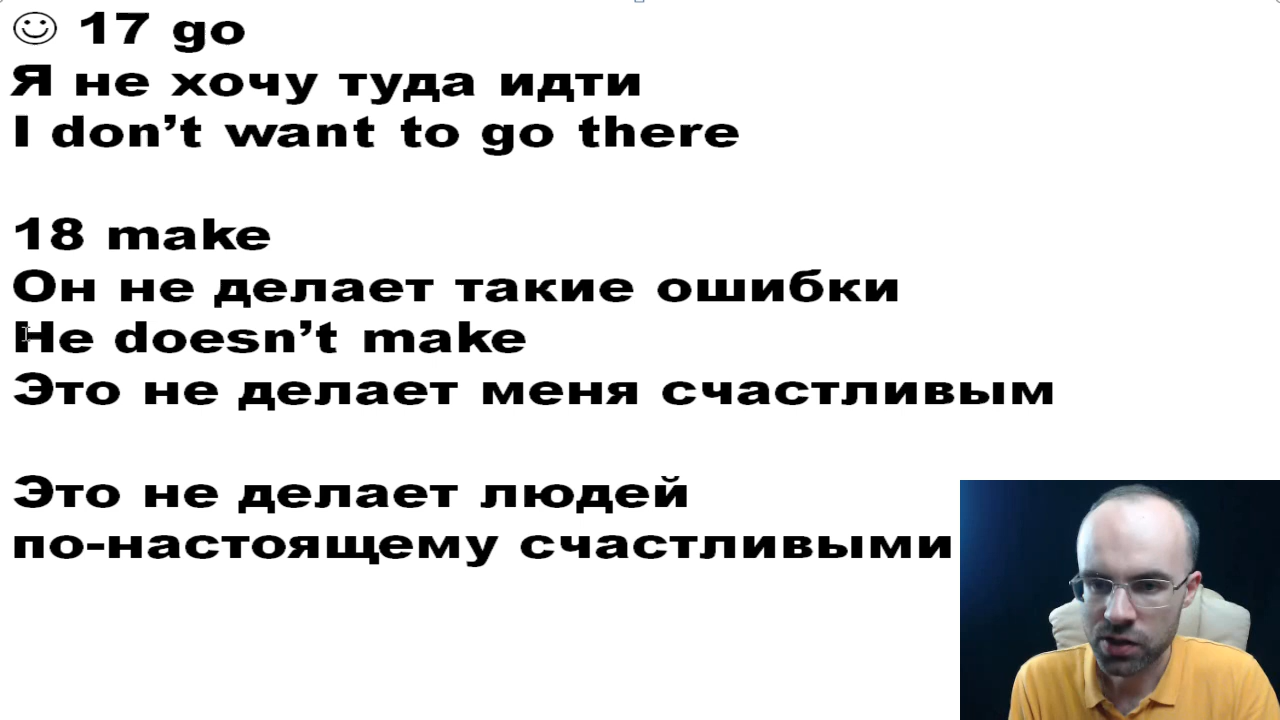 ☺ 17 go
Я не хочу туда идти
I don’t want to go there
18 make
Он не делает такие ошибки
He doesn’t make
Это не делает меня счастливым
Это не делает людей
по-настоящему счастливыми